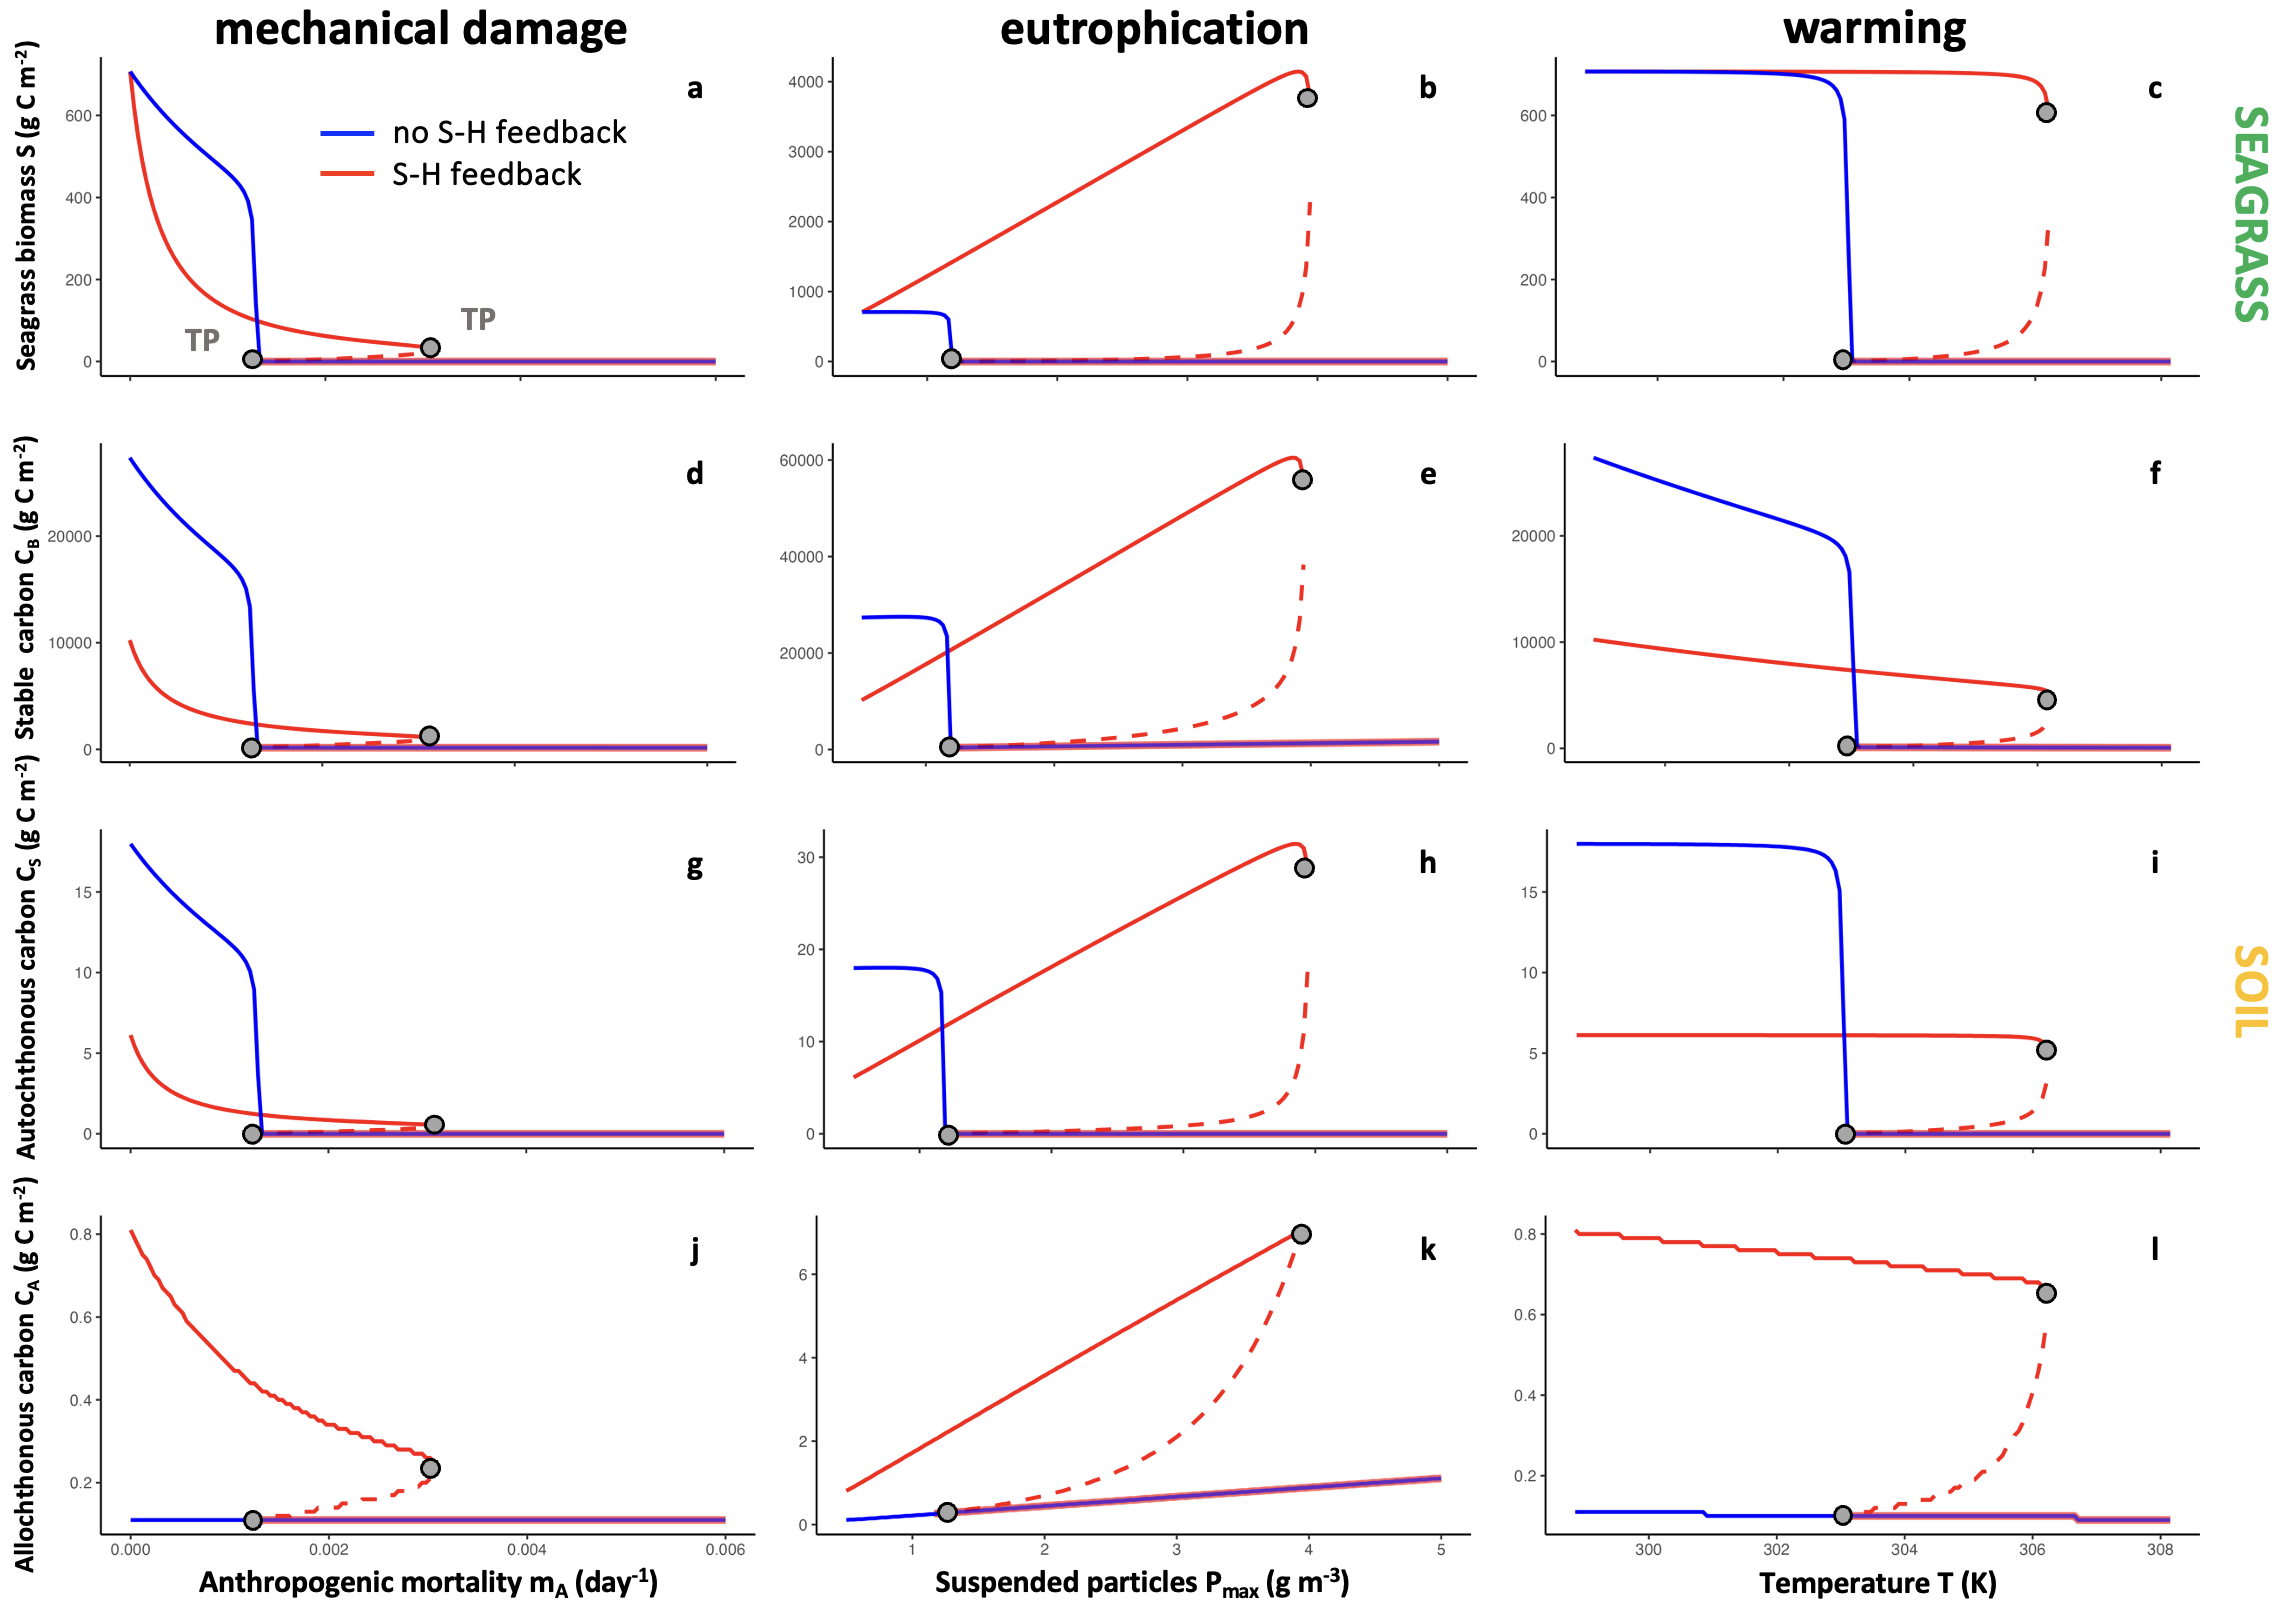 mechanical damage
eutrophication
warming
Seagrass biomass S (g C m-2)
600
400
200
0
a
no S-H feedback
S-H feedback
TP
TP
4000
3000
2000
1000
0
b
600
400
200
0
c
SEAGRASS
Stable carbon CB (g C m-2)
20000
10000
0
d
60000
40000
20000
0
e
20000
10000
0
f
Autochthonous carbon CS (g C m-2)
15
10
5
0
g
30
20
10
0
h
15
10
5
0
i
SOIL
Allochthonous carbon CA (g C m-2)
0.8
0.6
0.4
0.2
j
6
4
2
0
k
0.8
0.6
0.4
0.2
l
0.000 0.002 0.004 0.006
1 2 3 4 5
300 302 304 306 308
Anthropogenic mortality mA (day-1)
Suspended particles Pmax (g m-3)
Temperature T (K)